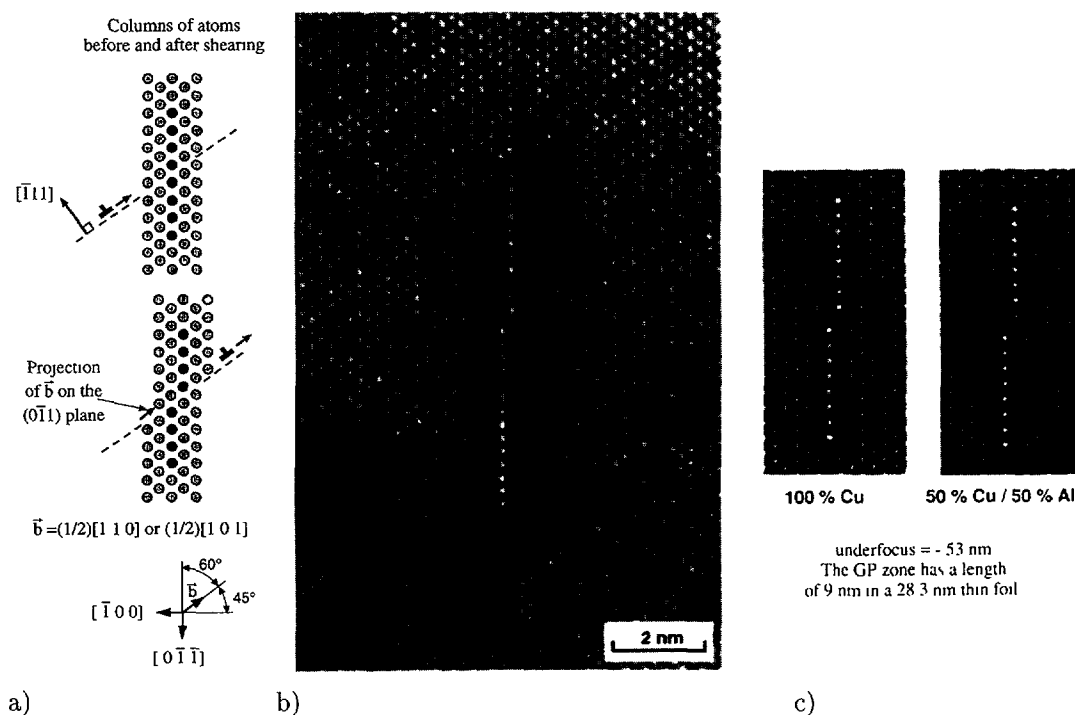 Columns of atoms
before and after shearing
[1̅11]
Projection
of b⃗ on the
(01̅1) plane
b⃗ =(1/2)[1 1 0] or (1/2)[1 0 1]
60°
b⃗
45°
[1̅ 0 0]
[0 1̅ 1̅]
2 nm
100 % Cu
50 % Cu / 50 % Al
underfocus = - 53 nm
The GP zone has a length
of 9 nm in a 28 3 nm thin foil
a)
b)
c)